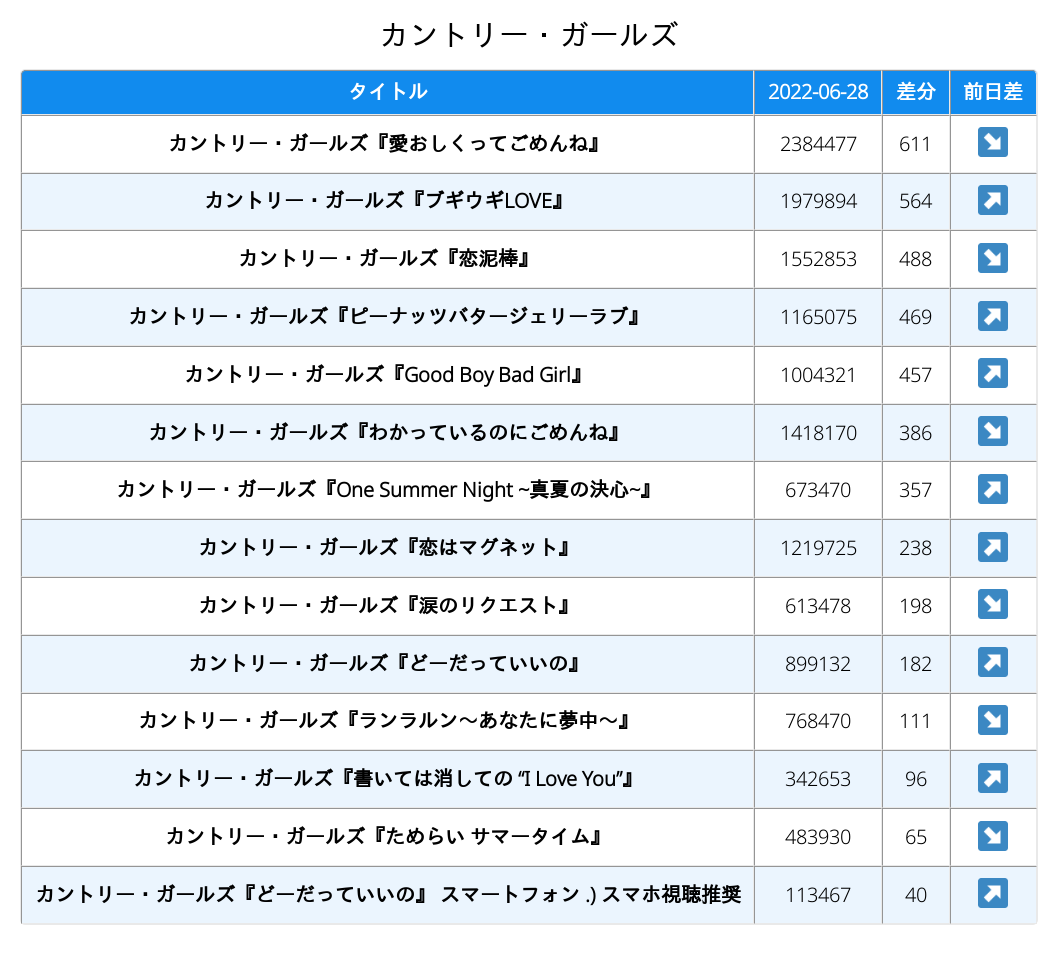 カントリー・ガールズ
タイトル 2022-06-28 差分 前日差
カントリー・ガールズ『愛おしくってごめんね』 2384477 611 ↘
カントリー・ガールズ『ブギウギLOVE』 1979894 564 ↗
カントリー・ガールズ『恋泥棒』 1552853 488 ↘
カントリー・ガールズ『ピーナッツバタージェリーラブ』 1165075 469 ↗
カントリー・ガールズ『Good Boy Bad Girl』 1004321 457 ↗
カントリー・ガールズ『わかっているのにごめんね』 1418170 386 ↘
カントリー・ガールズ『One Summer Night ~真夏の決心~』 673470 357 ↗
カントリー・ガールズ『恋はマグネット』 1219725 238 ↗
カントリー・ガールズ『涙のリクエスト』 613478 198 ↘
カントリー・ガールズ『どーだっていいの』 899132 182 ↗
カントリー・ガールズ『ランラルン〜あなたに夢中〜』 768470 111 ↘
カントリー・ガールズ『書いては消しての “I Love You”』 342653 96 ↗
カントリー・ガールズ『ためらい サマータイム』 483930 65 ↘
カントリー・ガールズ『どーだっていいの』 スマートフォン .) スマホ視聴推奨 113467 40 ↗